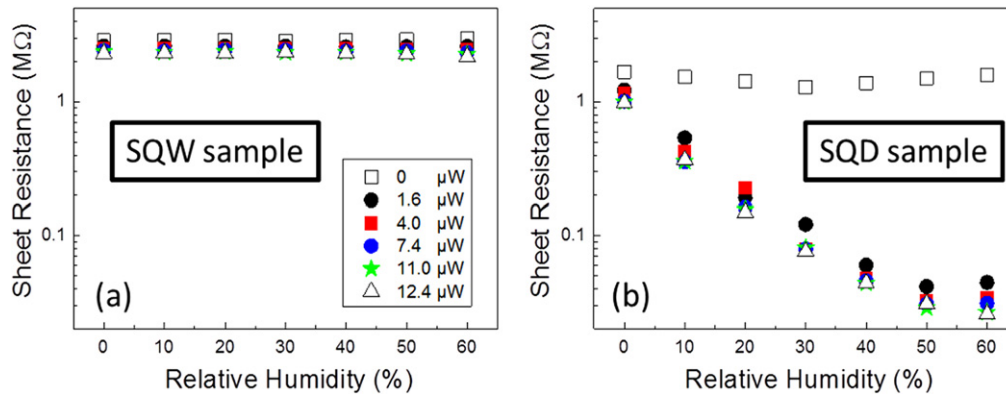 Sheet Resistance (MΩ)
1
0.1
SQW sample
0 µW
1.6 µW
4.0 µW
7.4 µW
11.0 µW
12.4 µW
(a)
0 10 20 30 40 50 60
Relative Humidity (%)
Sheet Resistance (MΩ)
1
0.1
SQD sample
(b)
0 10 20 30 40 50 60
Relative Humidity (%)